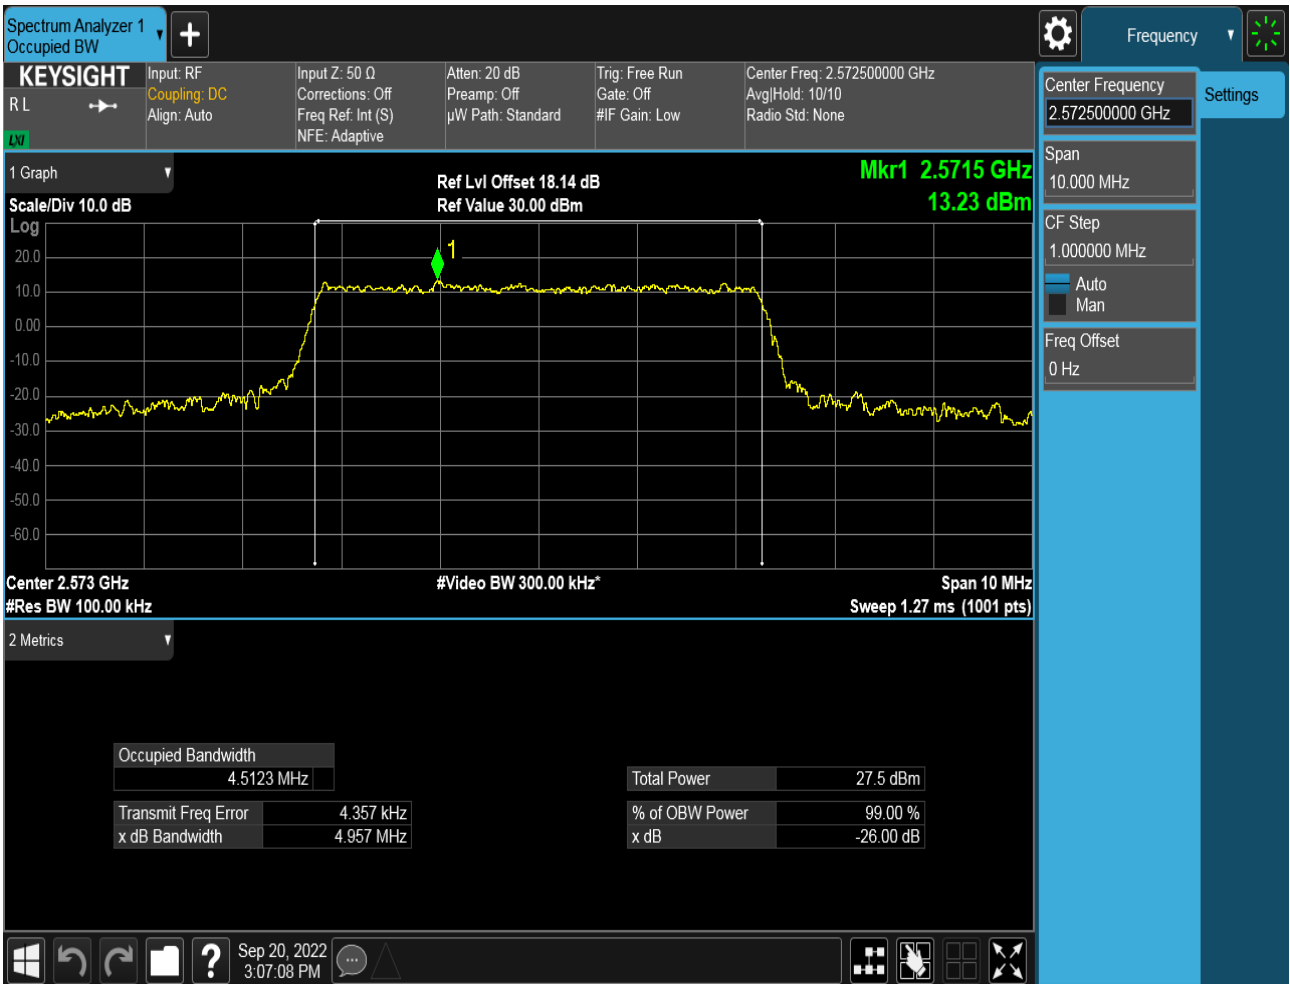 Spectrum Analyzer 1
Occupied BW
Frequency
KEYSIGHT
R L
LXI
Input: RF
Coupling: DC
Align: Auto
Input Z: 50 Ω
Corrections: Off
Freq Ref: Int (S)
NFE: Adaptive
Atten: 20 dB
Preamp: Off
µW Path: Standard
Trig: Free Run
Gate: Off
#IF Gain: Low
Center Freq: 2.572500000 GHz
Avg|Hold: 10/10
Radio Std: None
Center Frequency
2.572500000 GHz
Settings
Span
10.000 MHz
CF Step
1.000000 MHz
Auto
Man
Freq Offset
0 Hz
1 Graph
Scale/Div 10.0 dB
Log
Ref Lvl Offset 18.14 dB
Ref Value 30.00 dBm
Mkr1 2.5715 GHz
13.23 dBm
1
20.0
10.0
0.00
-10.0
-20.0
-30.0
-40.0
-50.0
-60.0
Center 2.573 GHz
#Res BW 100.00 kHz
#Video BW 300.00 kHz*
Span 10 MHz
Sweep 1.27 ms (1001 pts)
2 Metrics
Occupied Bandwidth
4.5123 MHz
Transmit Freq Error 4.357 kHz
x dB Bandwidth 4.957 MHz
Total Power 27.5 dBm
% of OBW Power 99.00 %
x dB -26.00 dB
Sep 20, 2022
3:07:08 PM